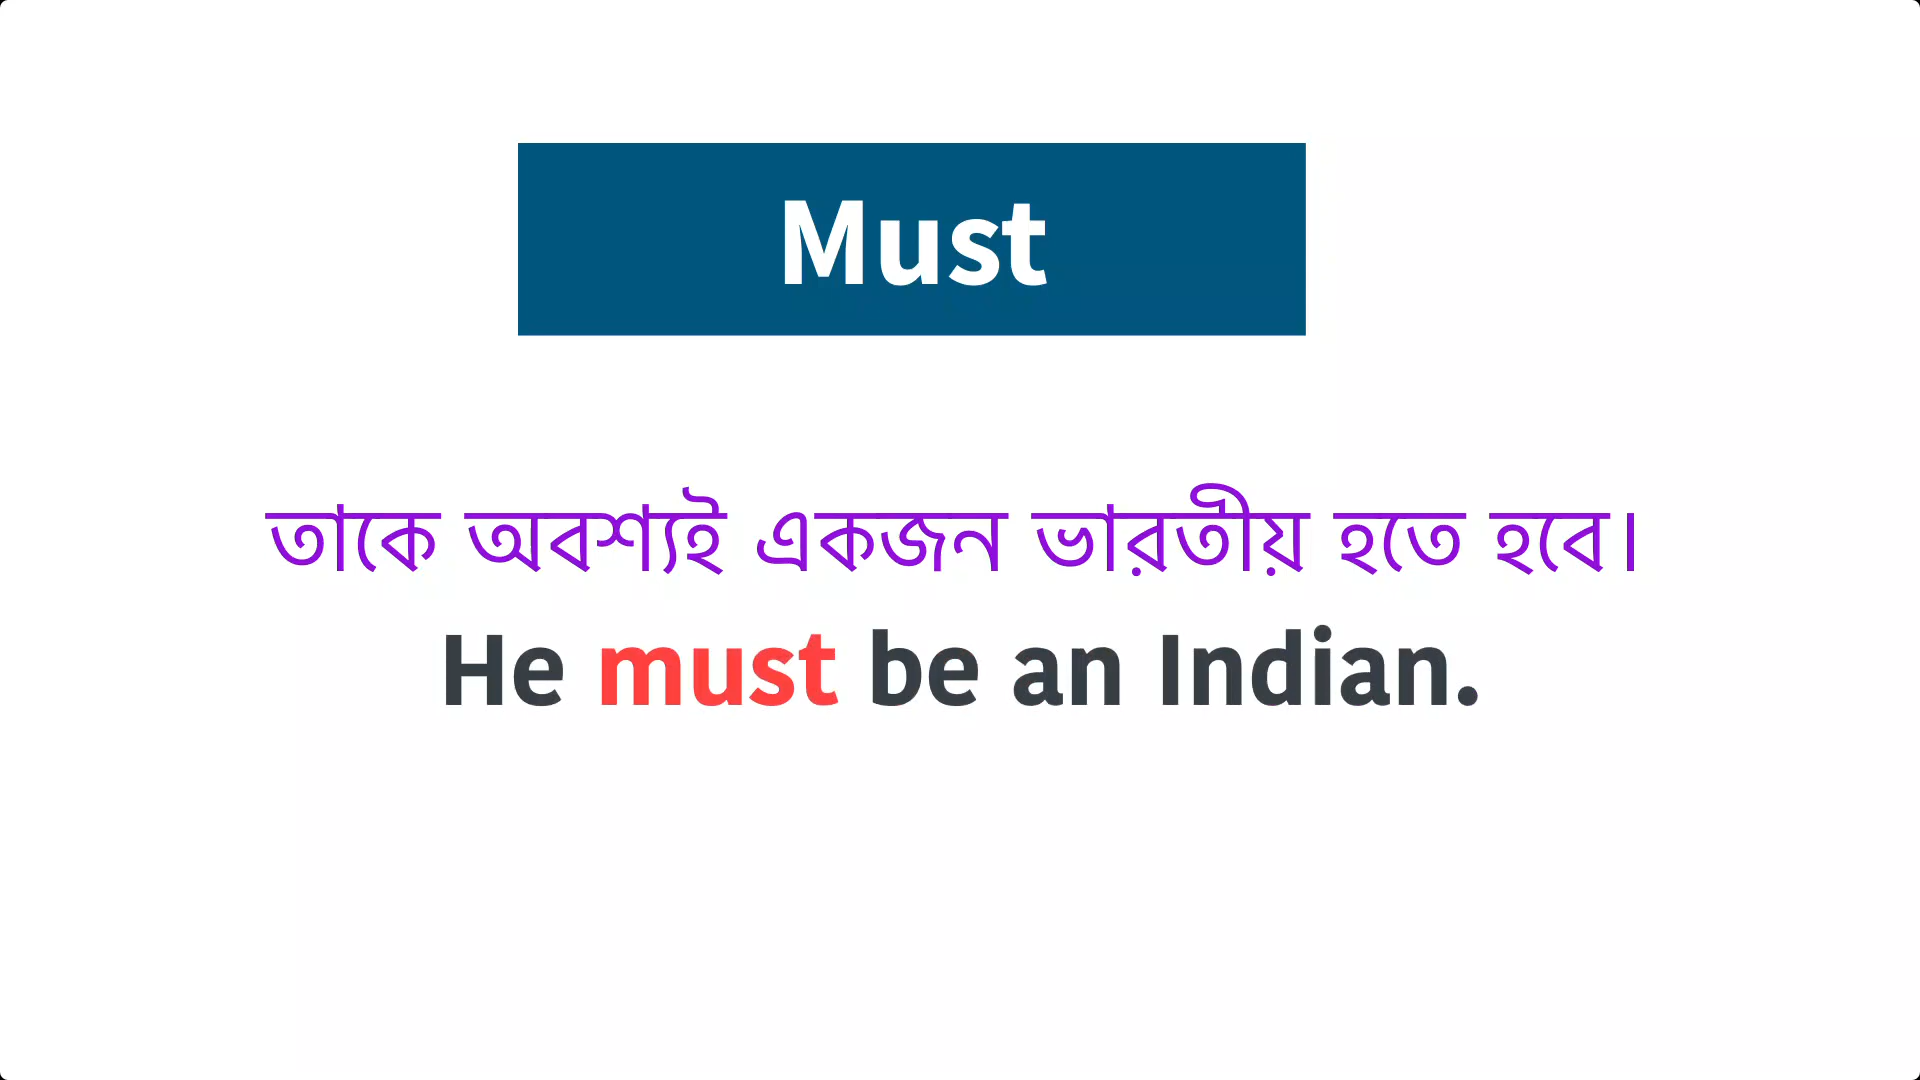 Must
তাকে অবশ্যই একজন ভারতীয় হতে হবে।
He must be an Indian.